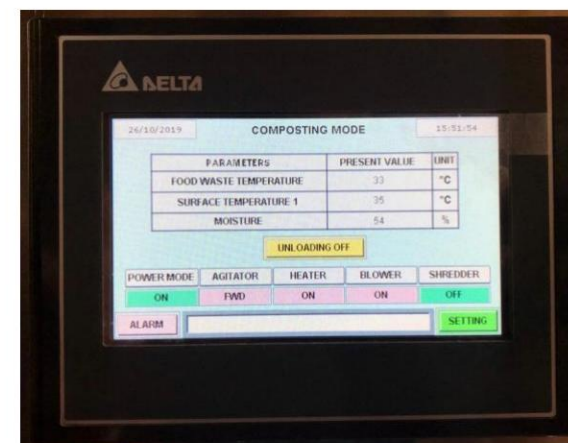 DELTA
26/10/2019 COMPOSTING MODE 15:51:54
PARAMETERS PRESENT VALUE UNIT
FOOD WASTE TEMPERATURE 33 °C
SURFACE TEMPERATURE 1 35 °C
MOISTURE 54 %
UNLOADING OFF
POWER MODE AGITATOR HEATER BLOWER SHREDDER
ON FWD ON ON OFF
ALARM SETTING